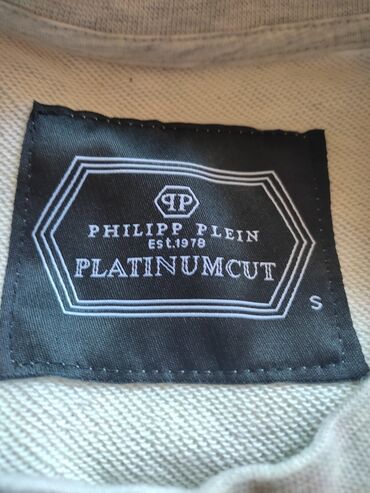 PP
PHILIPP PLEIN
Est.1978
PLATINUMCUT
S